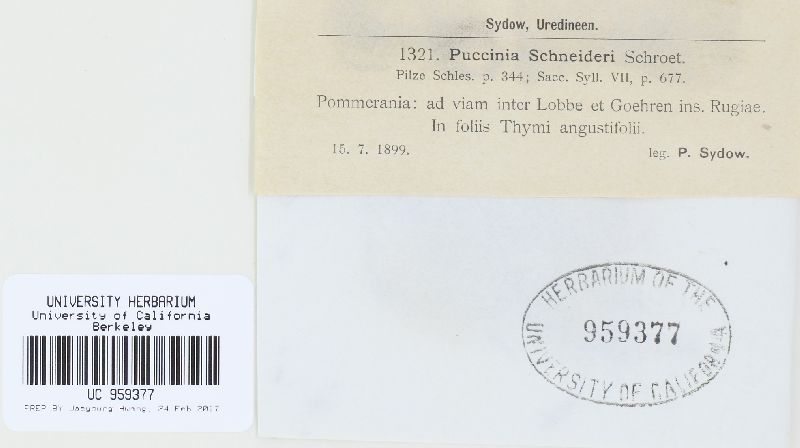 Sydow, Uredineen.
1321. Puccinia Schneideri Schroet.
Pilze Schles. p. 344; Sacc. Syll. VII, p. 677.
Pommerania: ad viam inter Lobbe et Goehren ins. Rugiae.
In foliis Thymi angustifolii.
15. 7. 1899. leg. P. Sydow.
HERBARIUM OF THE
959377
UNIVERSITY OF CALIFORNIA
UNIVERSITY HERBARIUM
University of California
Berkeley
UC 959377
PREP BY Jaeyoung Hwang, 24 Feb 2017